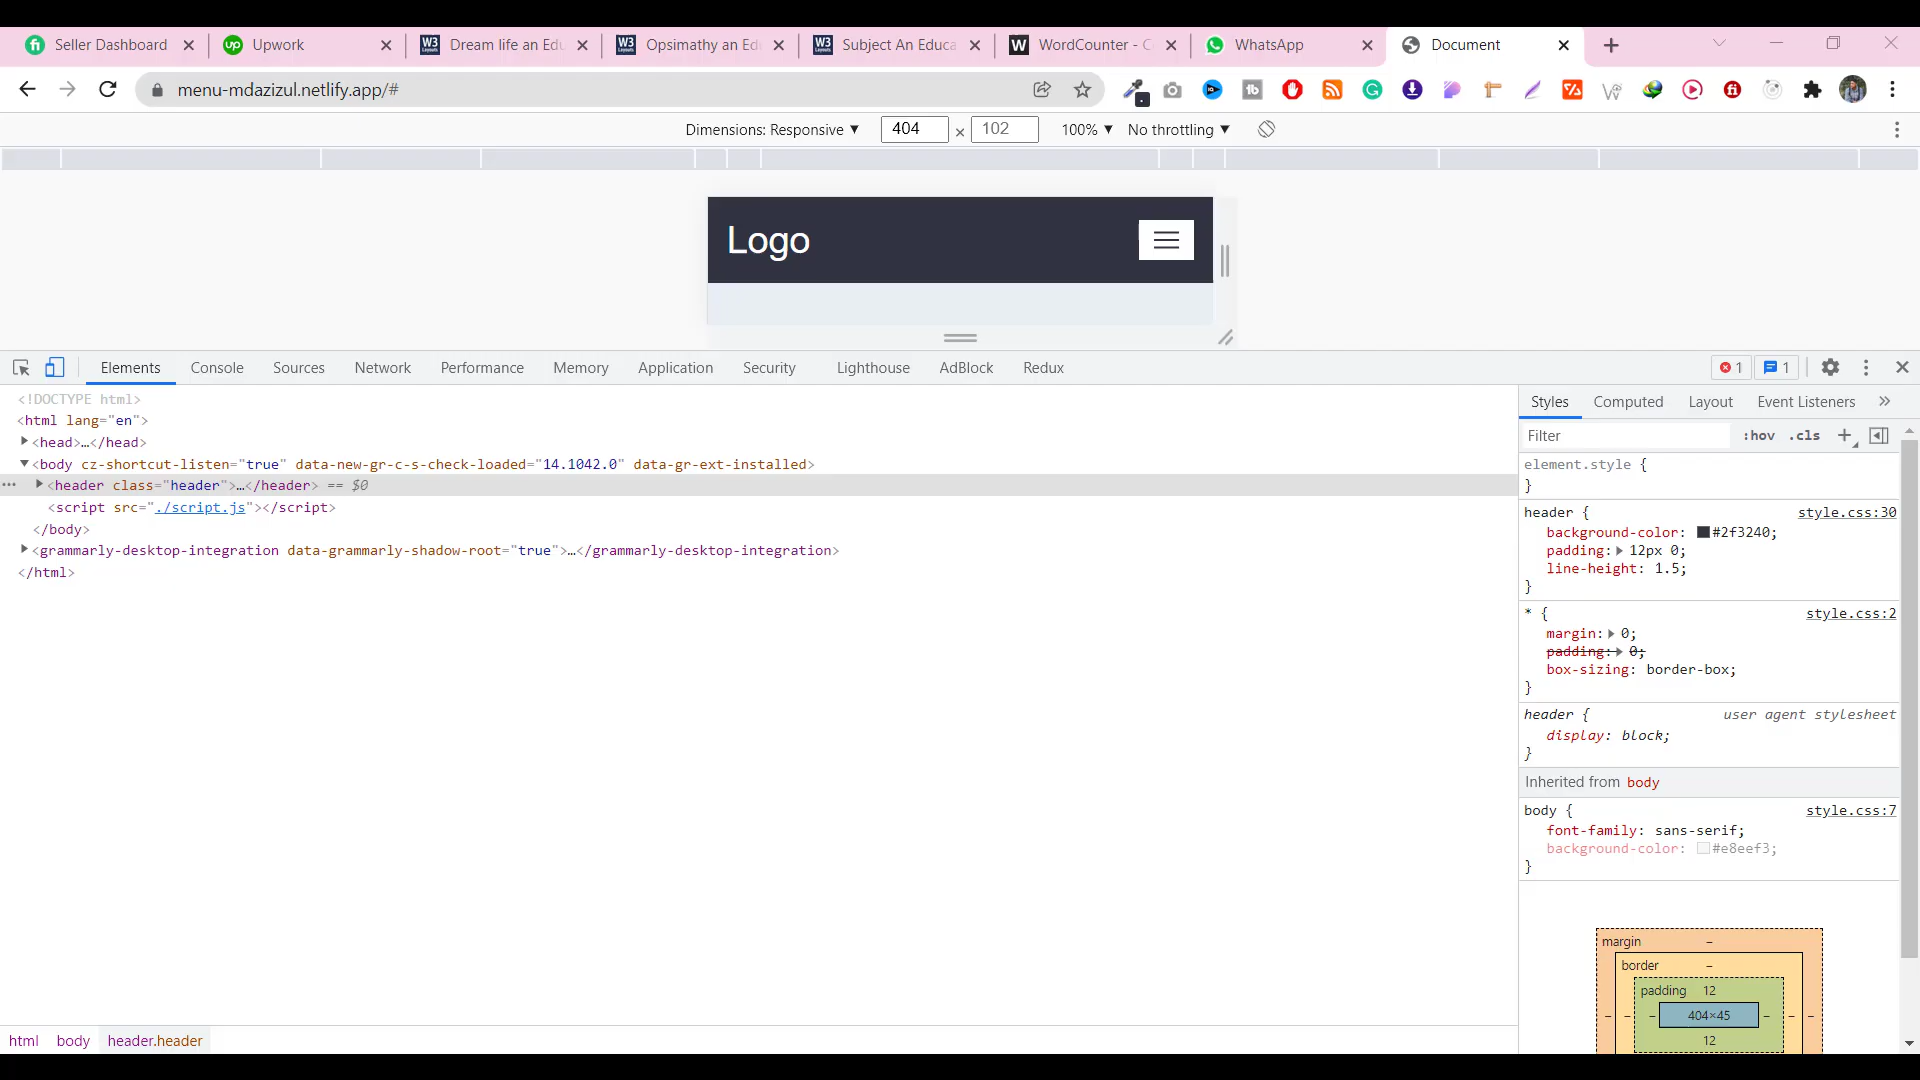 Seller Dashboard
Upwork
Dream life an Edu
Opsimathy an Ed
Subject An Educa
WordCounter - C
WhatsApp
Document
menu-mdazizul.netlify.app/#
Dimensions: Responsive ▼ 404 × 102 100% ▼ No throttling ▼
Logo
Elements Console Sources Network Performance Memory Application Security Lighthouse AdBlock Redux 1 1
<!DOCTYPE html>
<html lang="en">
<head>…</head>
<body cz-shortcut-listen="true" data-new-gr-c-s-check-loaded="14.1042.0" data-gr-ext-installed>
<header class="header">…</header> == $0
<script src="./script.js"></script>
</body>
<grammarly-desktop-integration data-grammarly-shadow-root="true">…</grammarly-desktop-integration>
</html>
Styles Computed Layout Event Listeners »
Filter :hov .cls +
element.style {
}
header { style.css:30
background-color: #2f3240;
padding: 12px 0;
line-height: 1.5;
}
* { style.css:2
margin: 0;
padding: 0;
box-sizing: border-box;
}
header { user agent stylesheet
display: block;
}
Inherited from body
body { style.css:7
font-family: sans-serif;
background-color: #e8eef3;
}
margin –
border –
padding 12
– – – 404×45 – – –
12
html body header.header